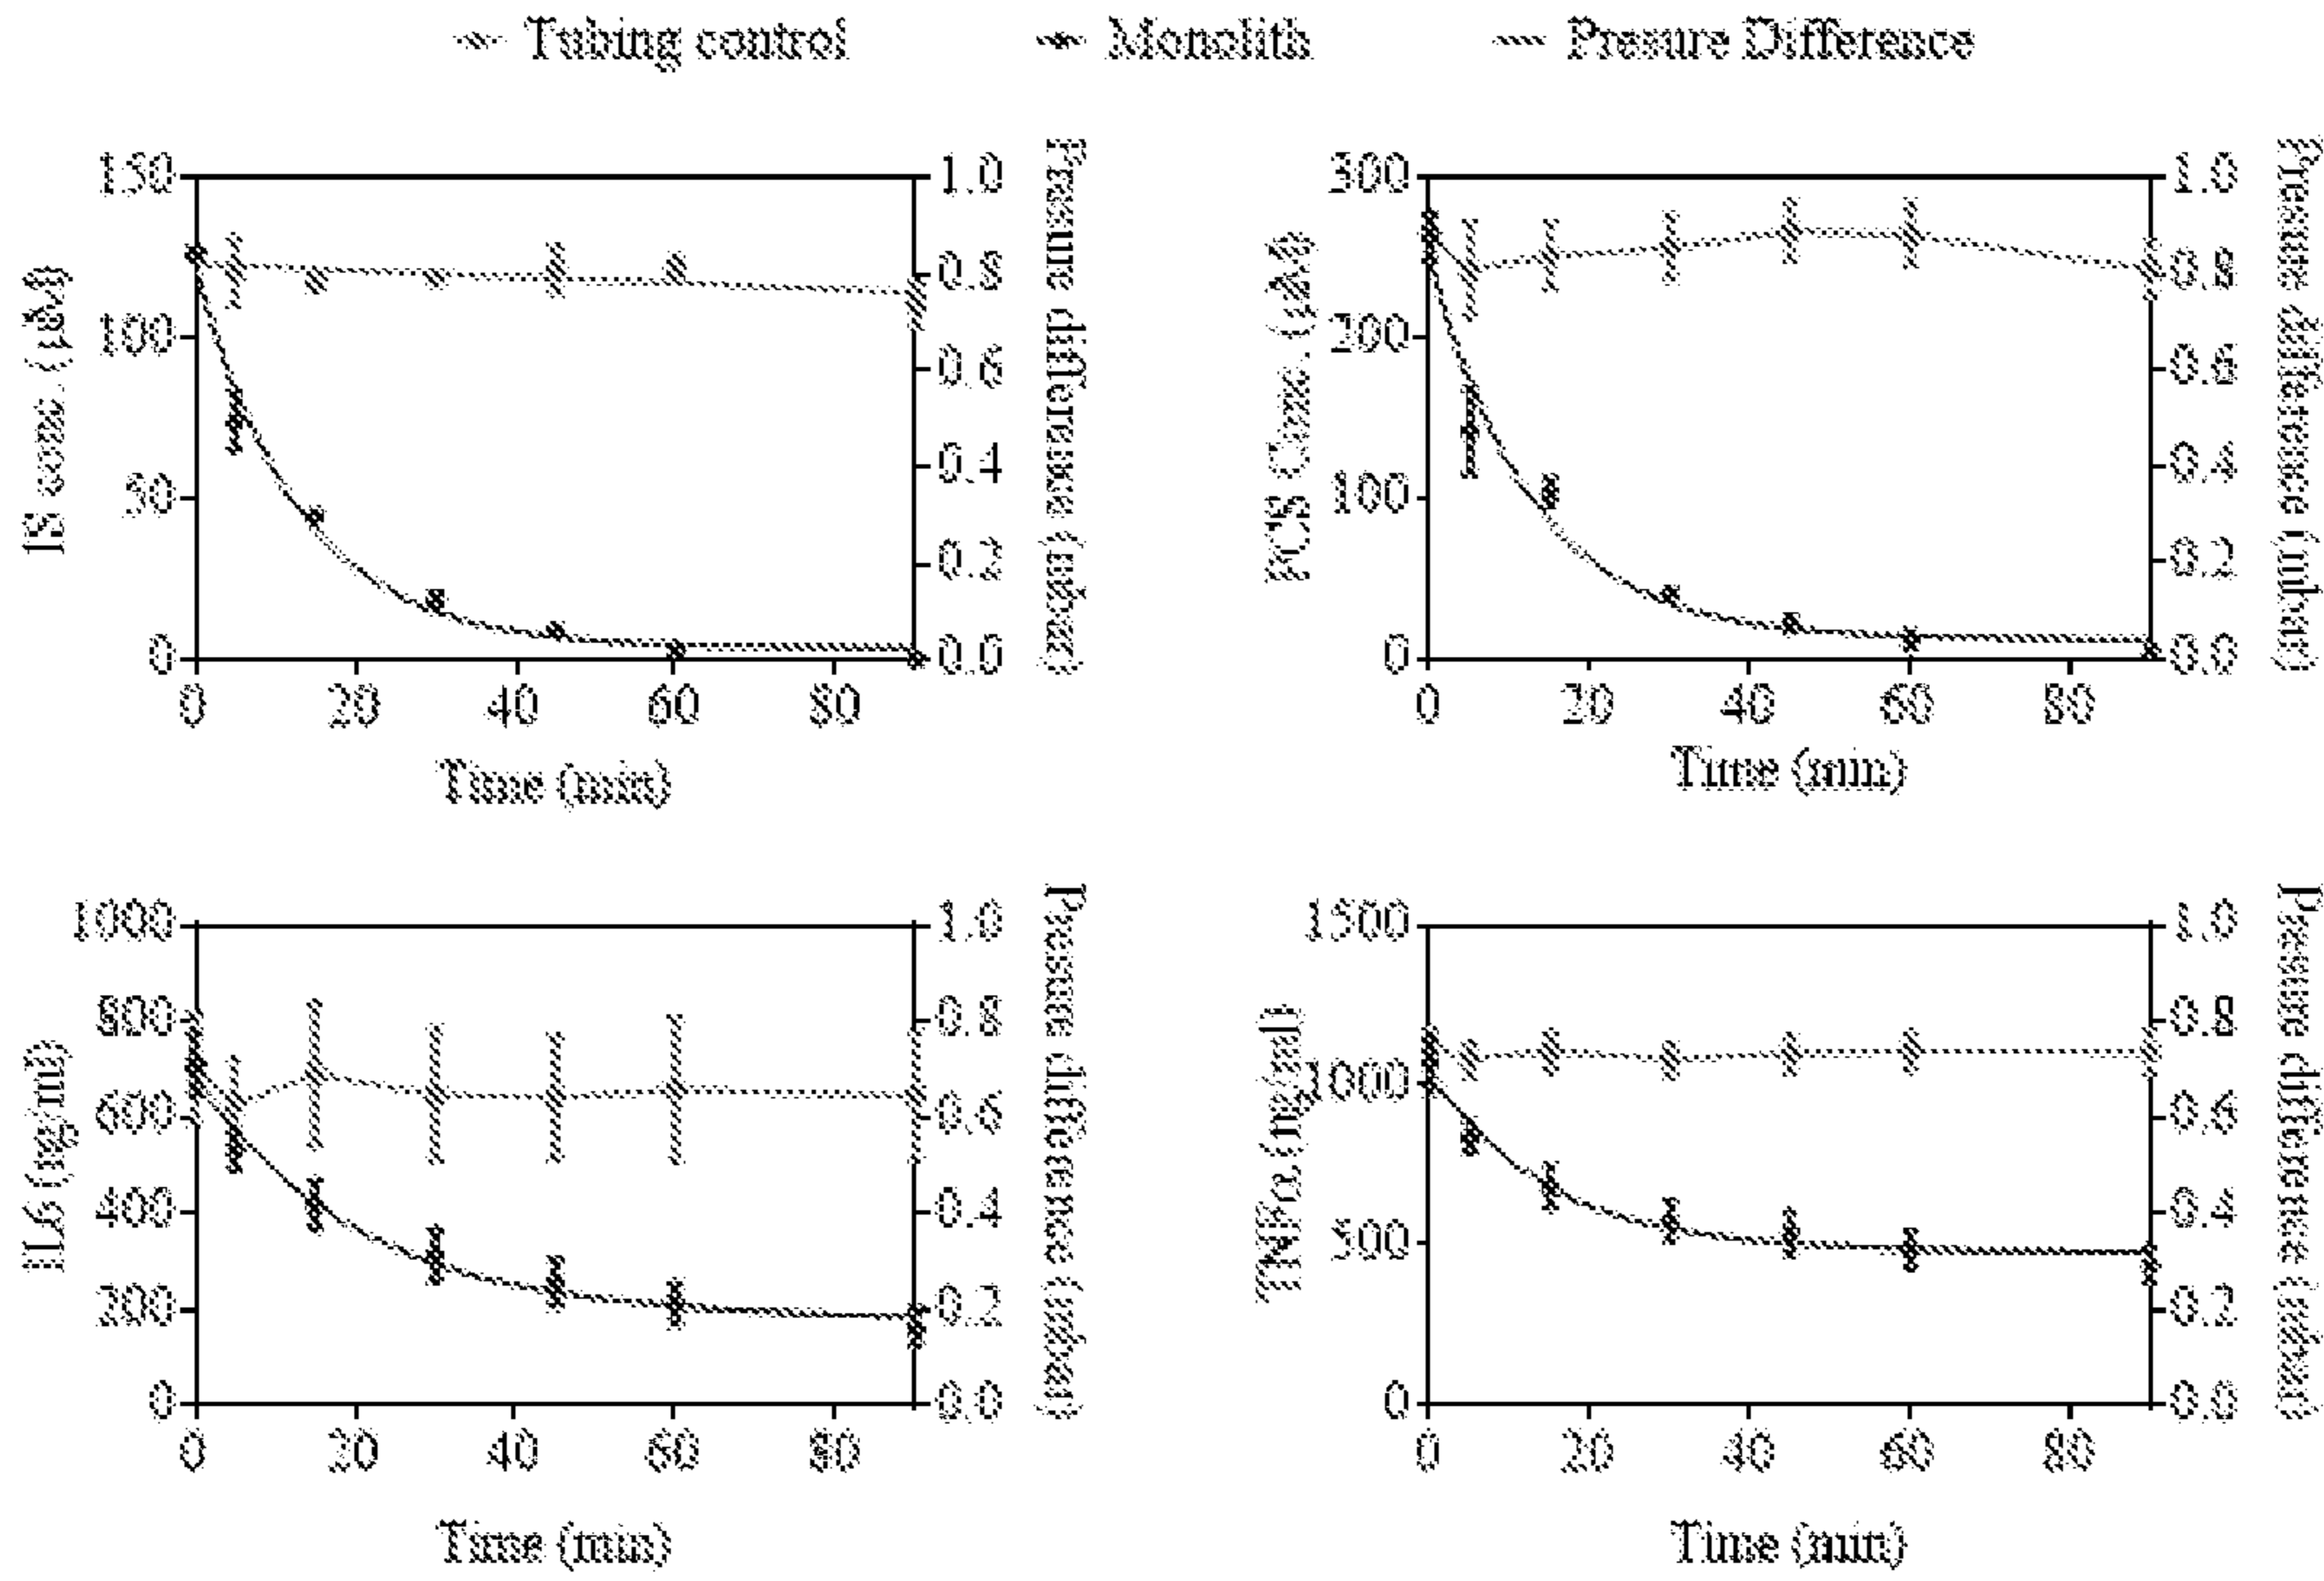 Tubing control Monolith Presure Difference
150
100
50
0
IS conc. (µM)
1.0
0.8
0.6
0.4
0.2
0.0
Presure difference (mbar)
0 20 40 60 80
Time (min)
300
200
100
0
PCS Conc. (µM)
1.0
0.8
0.6
0.4
0.2
0.0
Presure difference (mbar)
0 20 40 60 80
Time (min)
1000
800
600
400
200
0
IL6 (ng/ml)
1.0
0.8
0.6
0.4
0.2
0.0
Presure difference (mbar)
0 20 40 60 80
Time (min)
1500
1000
500
0
TNFα (ng/ml)
1.0
0.8
0.6
0.4
0.2
0.0
Presure difference (mbar)
0 20 40 60 80
Time (min)